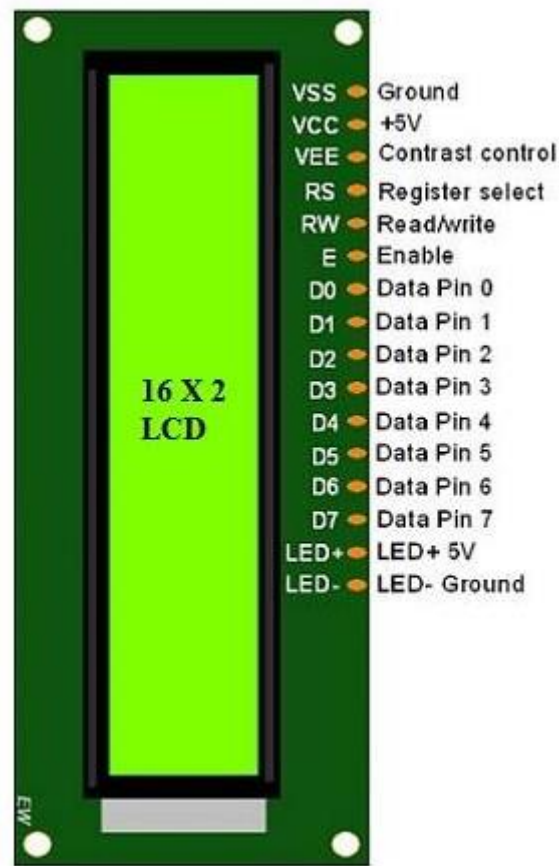 VSS Ground
VCC +5V
VEE Contrast control
RS Register select
RW Read/write
E Enable
D0 Data Pin 0
D1 Data Pin 1
D2 Data Pin 2
D3 Data Pin 3
D4 Data Pin 4
D5 Data Pin 5
D6 Data Pin 6
D7 Data Pin 7
LED+ LED+ 5V
LED- LED- Ground
16 X 2
LCD
EW